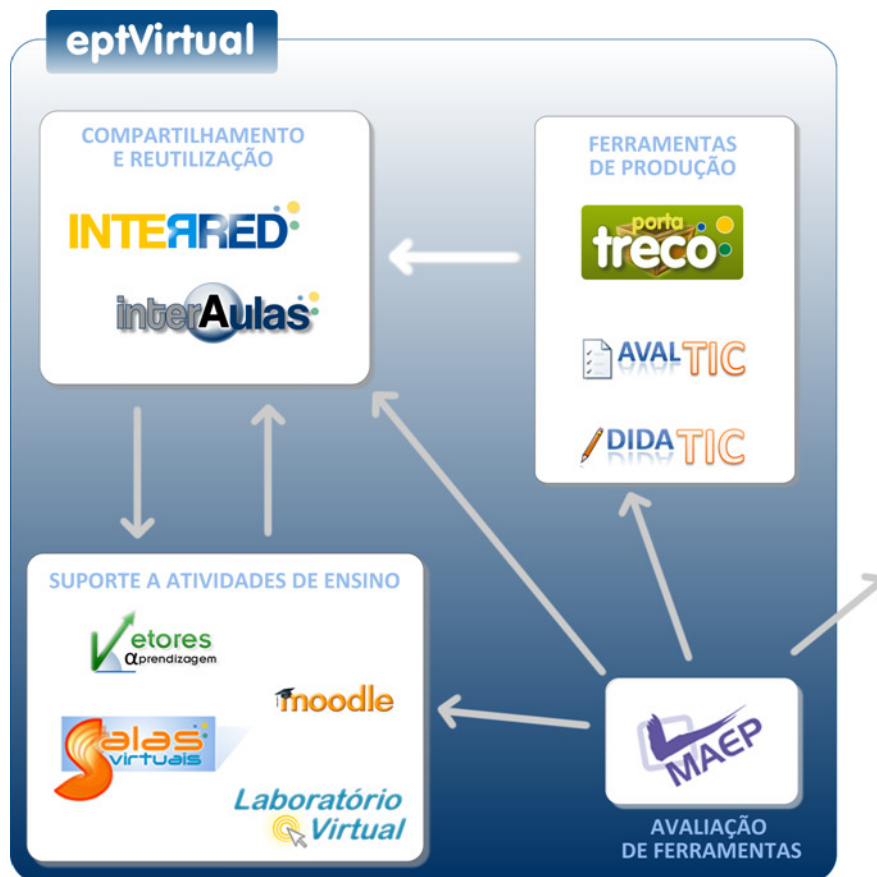 eptVirtual
COMPARTILHAMENTO
E REUTILIZAÇÃO
INTERRED
interAulas
FERRAMENTAS
DE PRODUÇÃO
porta
treco
AVALTIC
DIDATIC
SUPORTE A ATIVIDADES DE ENSINO
Vetores
αprendizagem
moodle
Salas
virtuais
Laboratório
Virtual
MAEP
AVALIAÇÃO
DE FERRAMENTAS